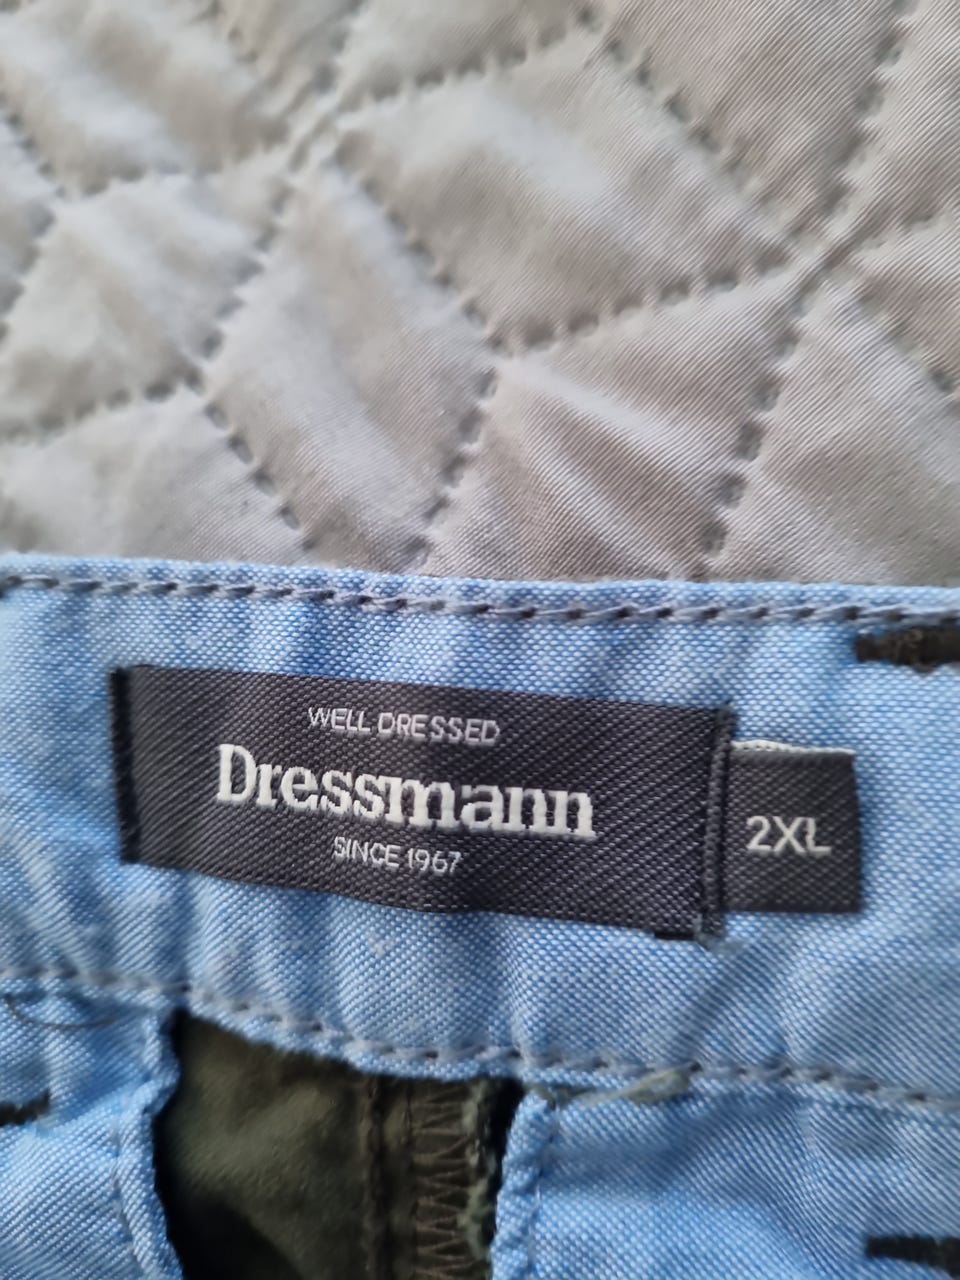 WELL DRESSED
Dressmann
SINCE 1967
2XL